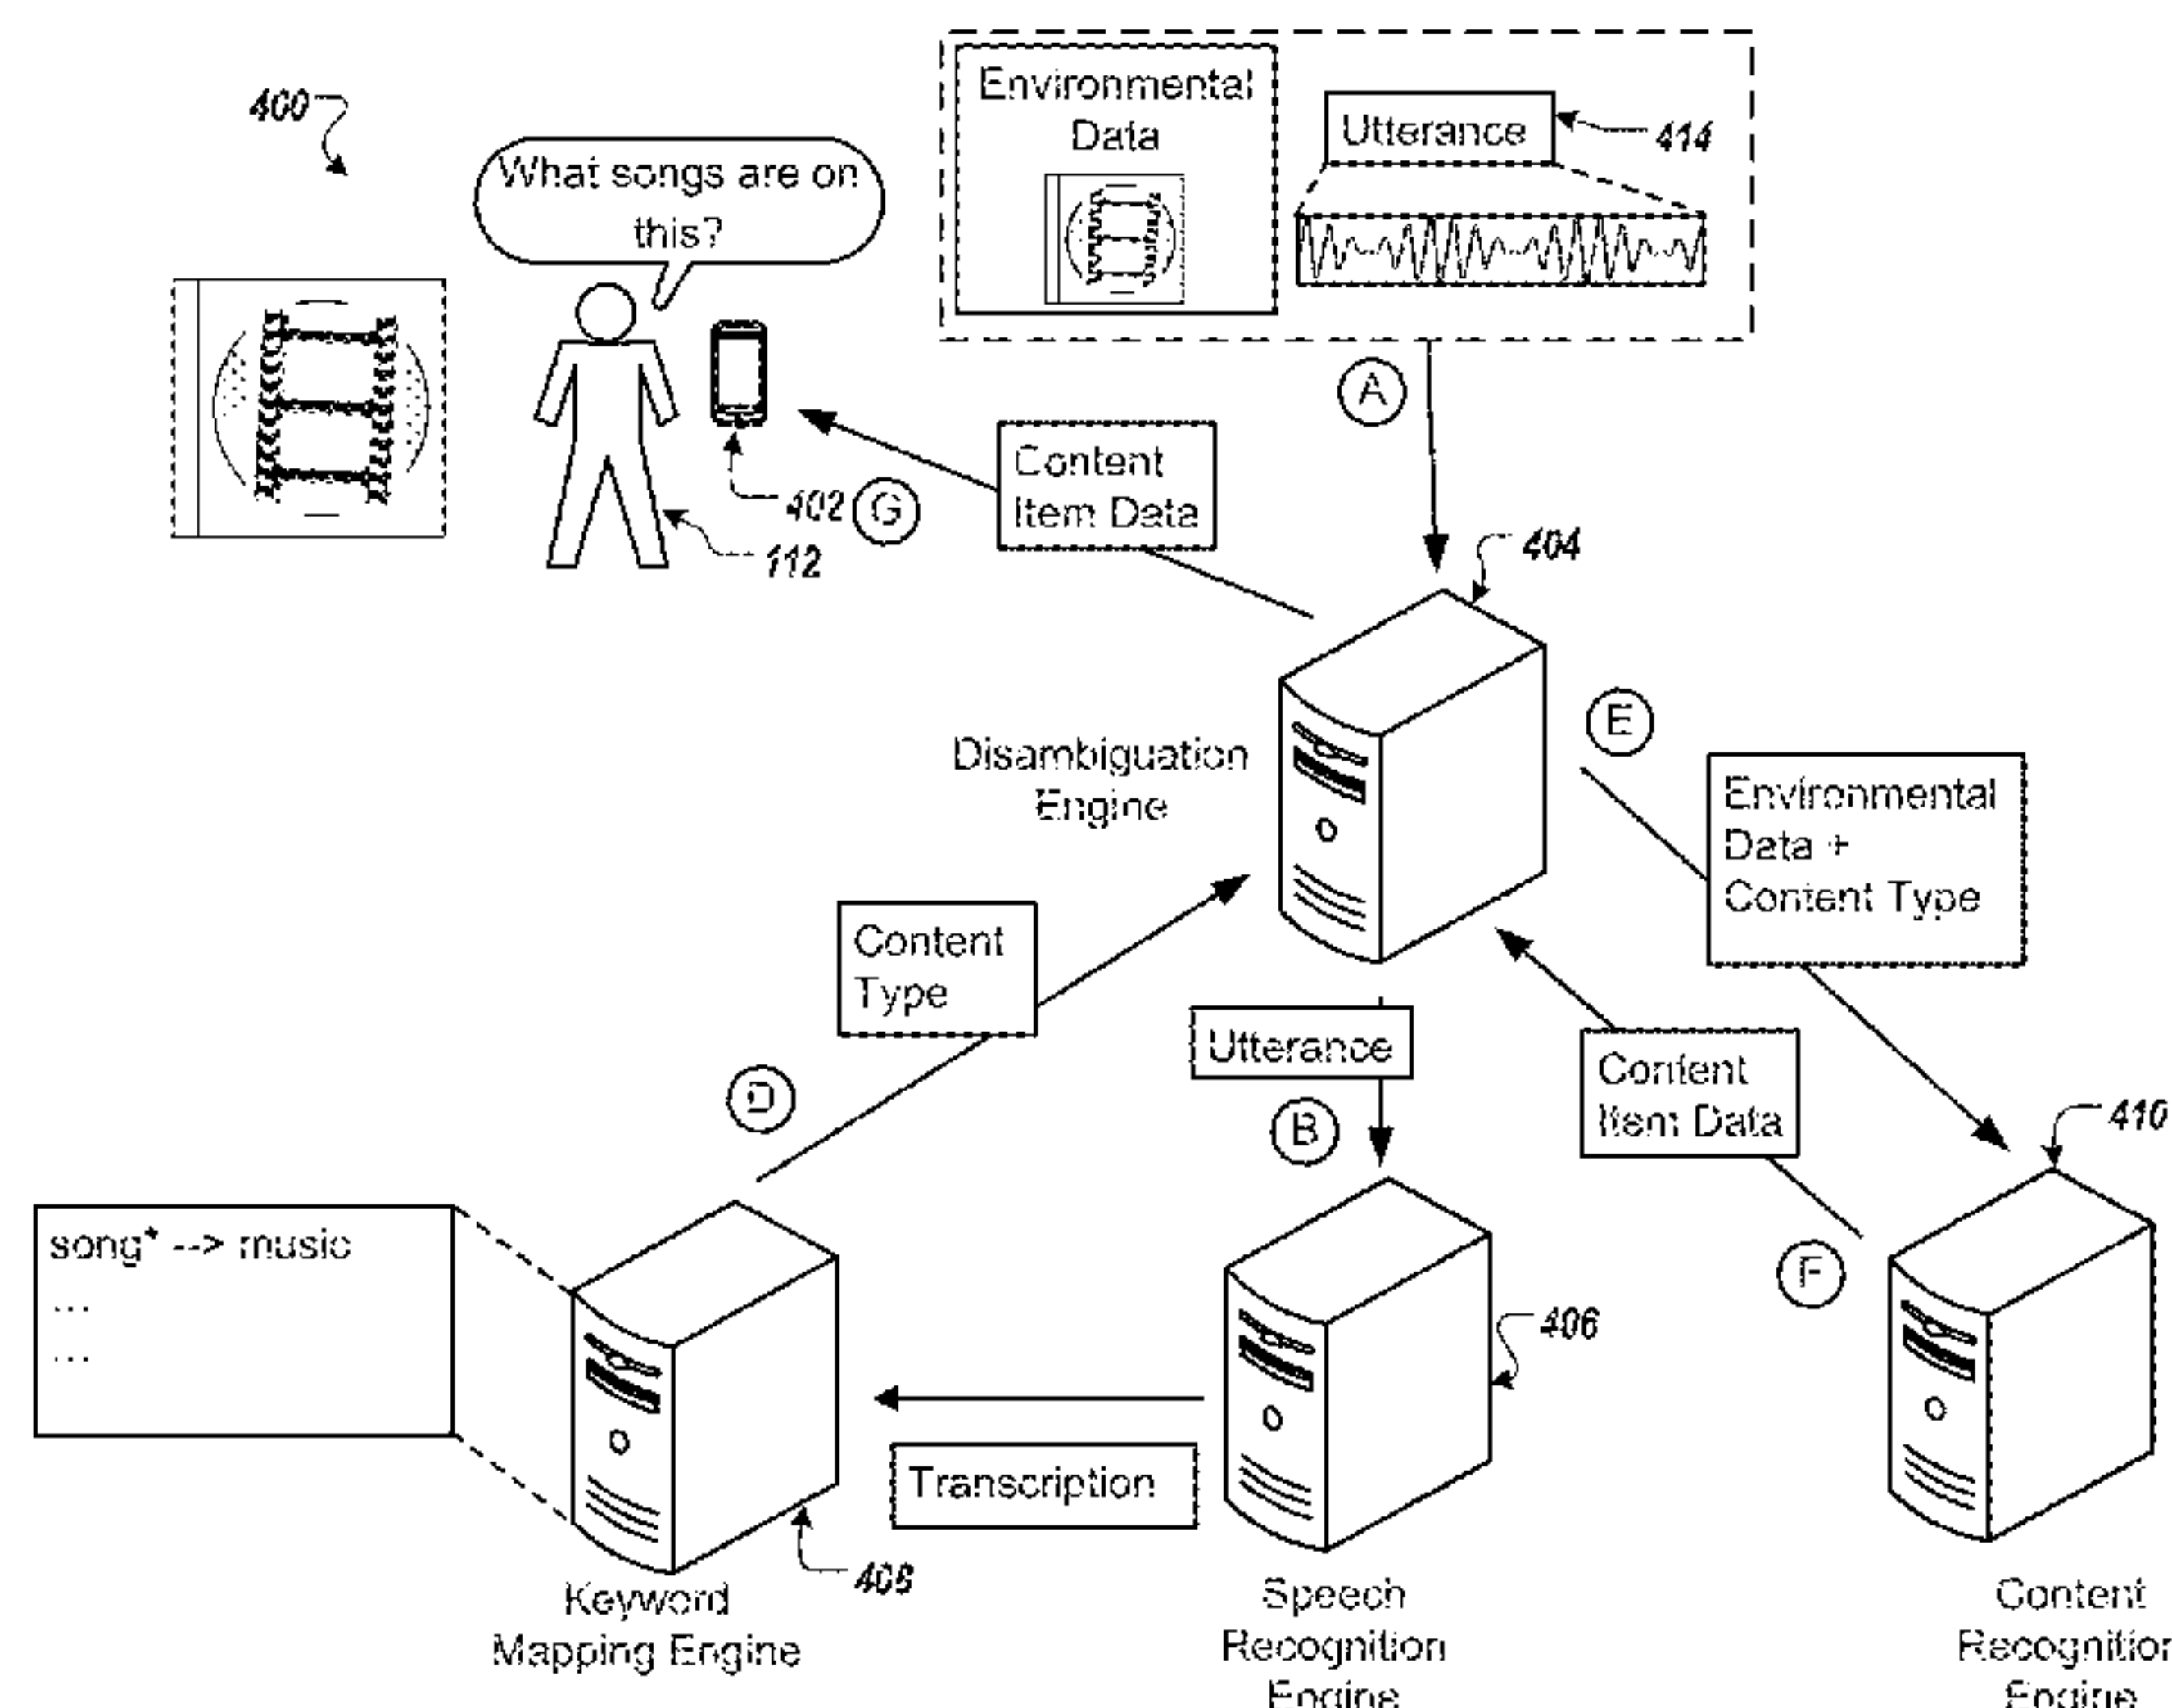 400
What songs are on
this?
Environmental
Data
Utterance
414
A
Content
Item Data
402
G
112
404
Disambiguation
Engine
E
Environmental
Data +
Content Type
Content
Type
D
Utterance
B
Content
Item Data
F
410
song* --> music
...
...
406
Transcription
408
Keyword
Mapping Engine
Speech
Recognition
Engine
Content
Recognition
Engine